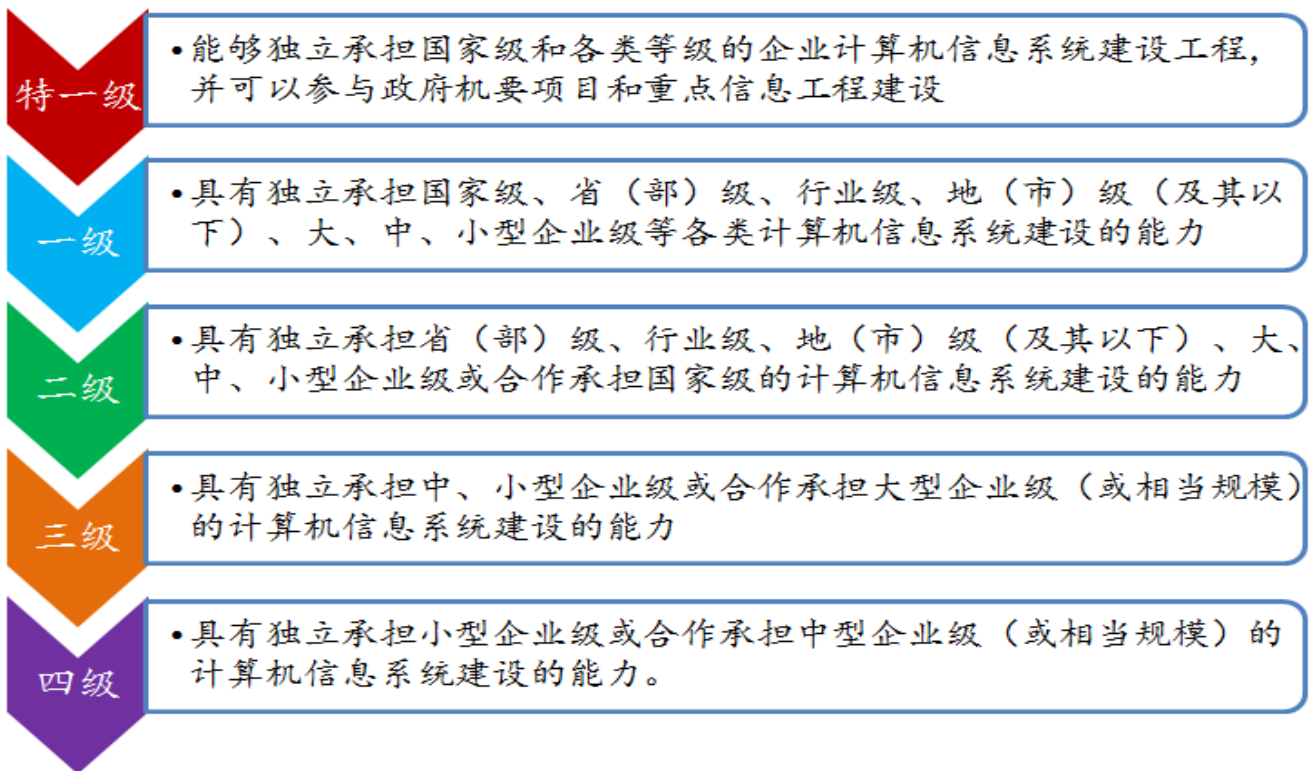 特一级
•能够独立承担国家级和各类等级的企业计算机信息系统建设工程,
并可以参与政府机要项目和重点信息工程建设
一级
•具有独立承担国家级、省（部）级、行业级、地（市）级（及其以
下）、大、中、小型企业级等各类计算机信息系统建设的能力
二级
•具有独立承担省（部）级、行业级、地（市）级（及其以下）、大、
中、小型企业级或合作承担国家级的计算机信息系统建设的能力
三级
•具有独立承担中、小型企业级或合作承担大型企业级（或相当规模）
的计算机信息系统建设的能力
四级
•具有独立承担小型企业级或合作承担中型企业级（或相当规模）的
计算机信息系统建设的能力。